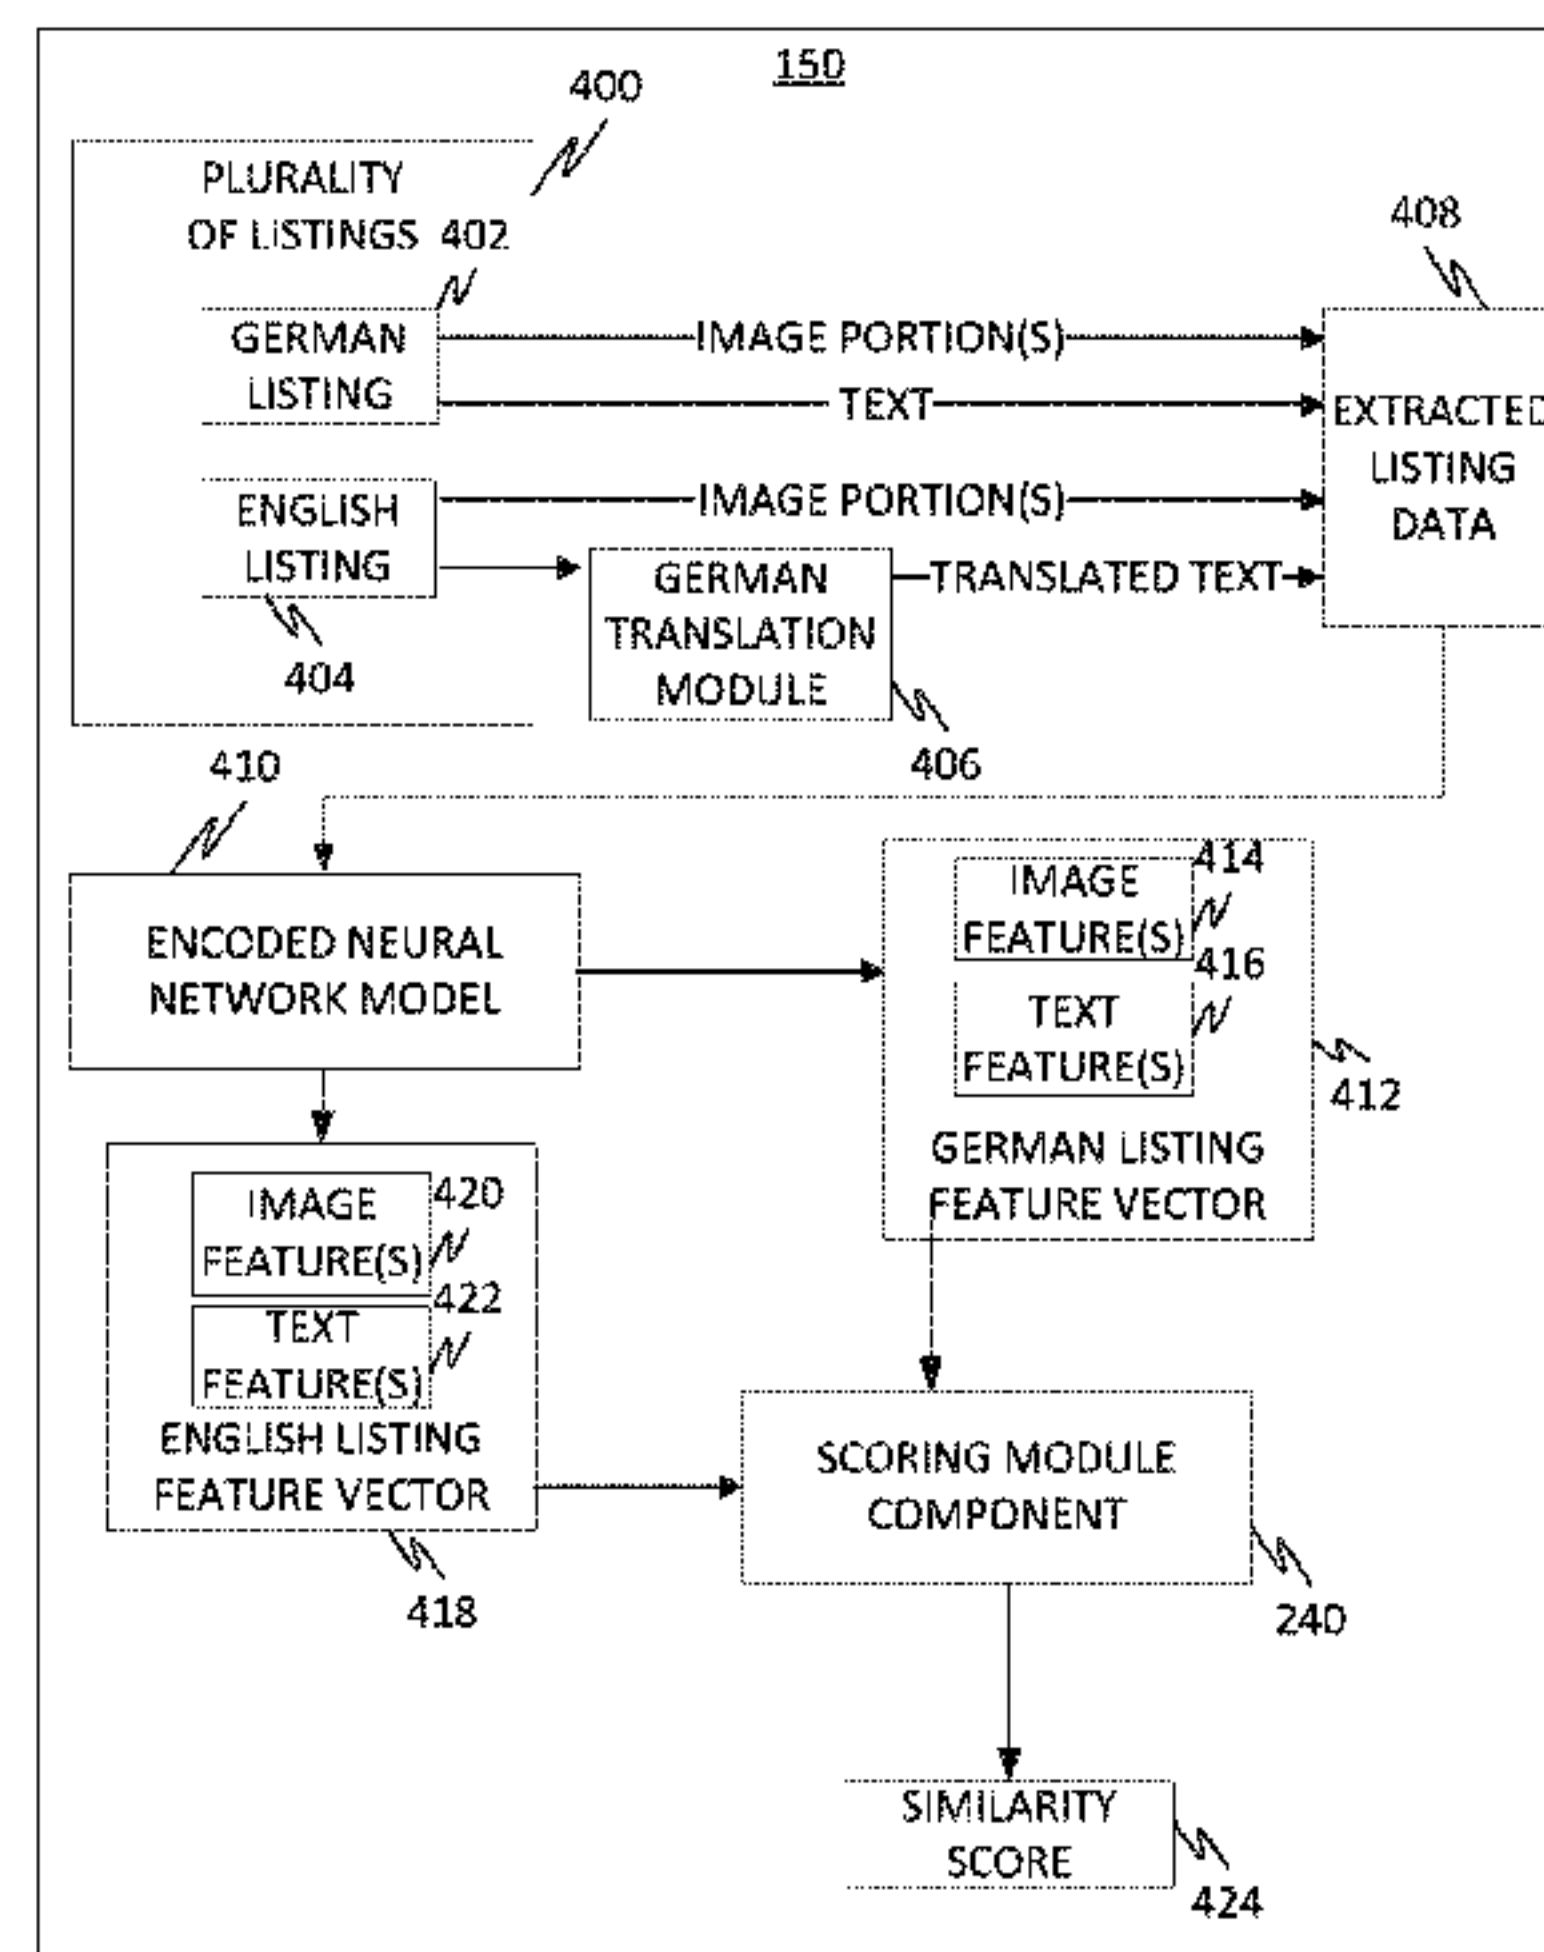 150
400
PLURALITY
OF LISTINGS 402
408
GERMAN
LISTING
IMAGE PORTION(S)
TEXT
EXTRACTED
LISTING
DATA
ENGLISH
LISTING
IMAGE PORTION(S)
GERMAN
TRANSLATION
MODULE
TRANSLATED TEXT
404
406
410
ENCODED NEURAL
NETWORK MODEL
414
IMAGE
FEATURE(S)
416
TEXT
FEATURE(S)
412
GERMAN LISTING
FEATURE VECTOR
420
IMAGE
FEATURE(S)
422
TEXT
FEATURE(S)
ENGLISH LISTING
FEATURE VECTOR
418
SCORING MODULE
COMPONENT
240
SIMILARITY
SCORE
424